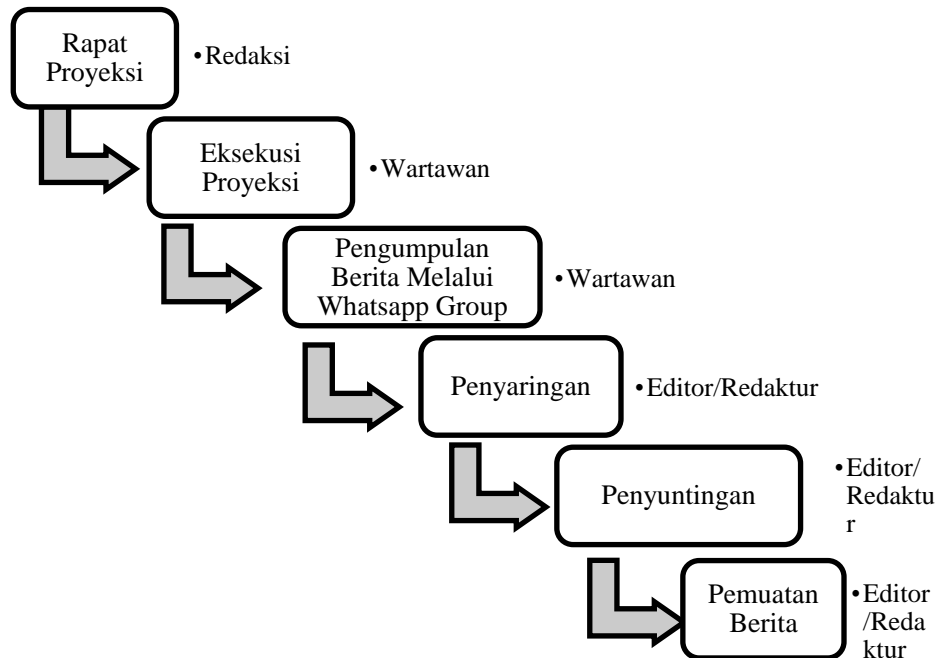 Rapat
Proyeksi
•Redaksi
Eksekusi
Proyeksi
•Wartawan
Pengumpulan
Berita Melalui
Whatsapp Group
•Wartawan
Penyaringan
•Editor/Redaktur
Penyuntingan
•Editor/
Redaktu
r
Pemuatan
Berita
•Editor
/Reda
ktur